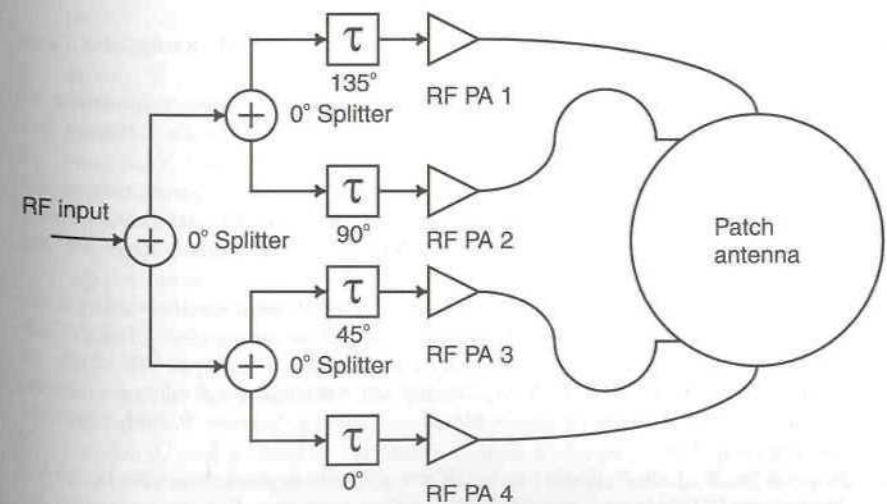 τ
135°
RF PA 1
0° Splitter
+
τ
90°
RF PA 2
RF input
+
0° Splitter
Patch
antenna
τ
45°
RF PA 3
+
0° Splitter
τ
0°
RF PA 4